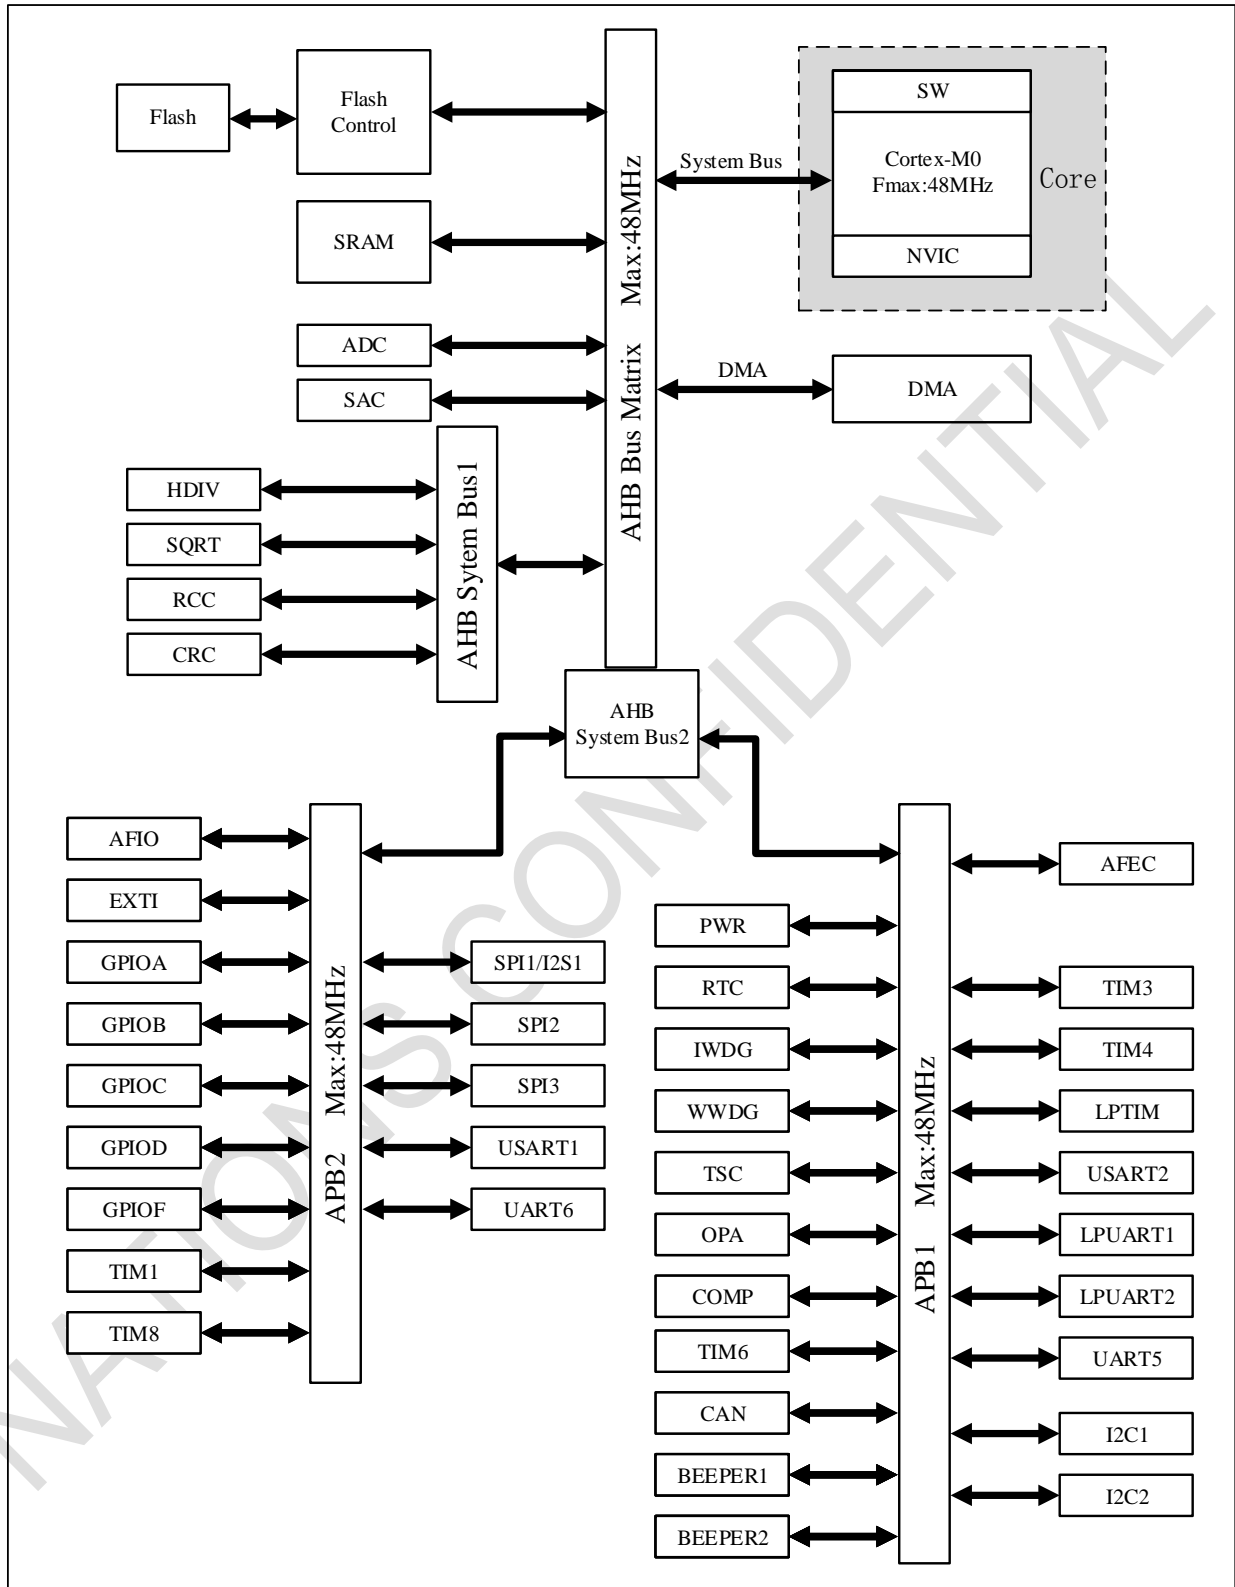 Flash
Flash
Control
SRAM
ADC
SAC
HDIV
SQRT
RCC
CRC
AHB Sytem Bus1
AHB Bus Matrix Max:48MHz
System Bus
SW
Cortex-M0
Fmax:48MHz
NVIC
Core
DMA
DMA
AHB
System Bus2
AFIO
EXTI
GPIOA
GPIOB
GPIOC
GPIOD
GPIOF
TIM1
TIM8
APB2 Max:48MHz
SPI1/I2S1
SPI2
SPI3
USART1
UART6
PWR
RTC
IWDG
WWDG
TSC
OPA
COMP
TIM6
CAN
BEEPER1
BEEPER2
APB1 Max:48MHz
AFEC
TIM3
TIM4
LPTIM
USART2
LPUART1
LPUART2
UART5
I2C1
I2C2
NATIONS CONFIDENTIAL